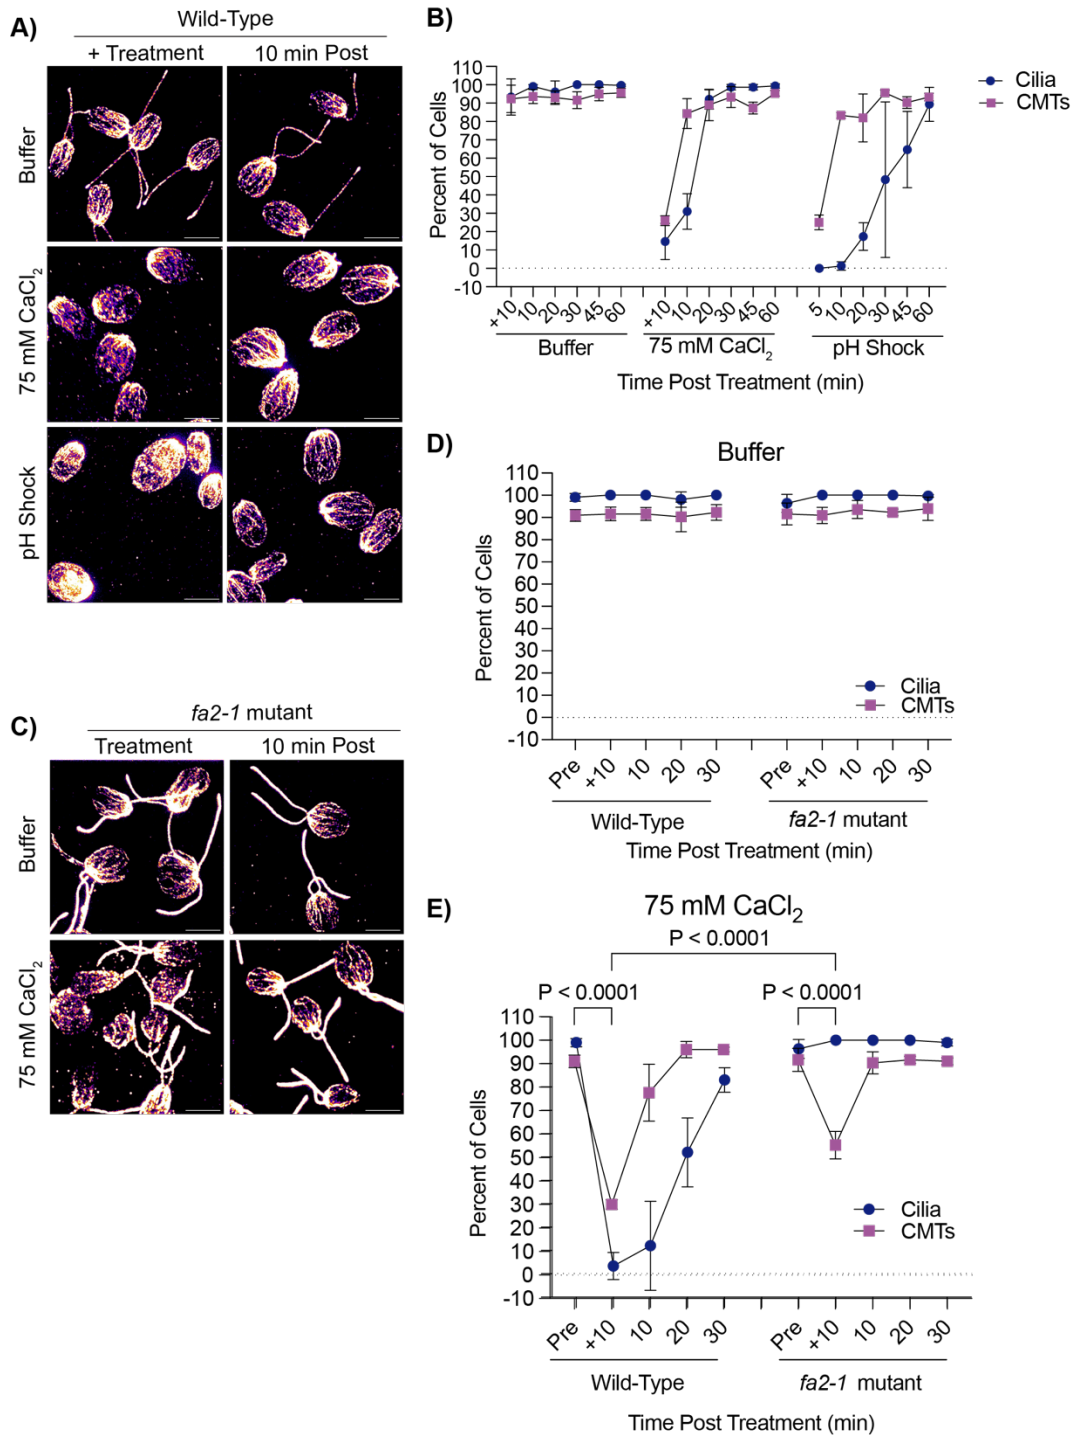 A)
Wild-Type
+ Treatment
10 min Post
Buffer
75 mM CaCl₂
pH Shock
B)
110
100
90
80
70
60
50
40
30
20
10
0
-10
Percent of Cells
+10
10
20
30
45
60
+10
10
20
30
45
60
5
10
20
30
45
60
Buffer
75 mM CaCl₂
pH Shock
Time Post Treatment (min)
Cilia
CMTs
C)
fa2-1 mutant
Treatment
10 min Post
Buffer
75 mM CaCl₂
D)
Buffer
110
100
90
80
70
60
50
40
30
20
10
0
-10
Percent of Cells
Cilia
CMTs
Pre
+10
10
20
30
Pre
+10
10
20
30
Wild-Type
fa2-1 mutant
Time Post Treatment (min)
E)
75 mM CaCl₂
P < 0.0001
P < 0.0001
P < 0.0001
110
100
90
80
70
60
50
40
30
20
10
0
-10
Percent of Cells
Cilia
CMTs
Pre
+10
10
20
30
Pre
+10
10
20
30
Wild-Type
fa2-1 mutant
Time Post Treatment (min)